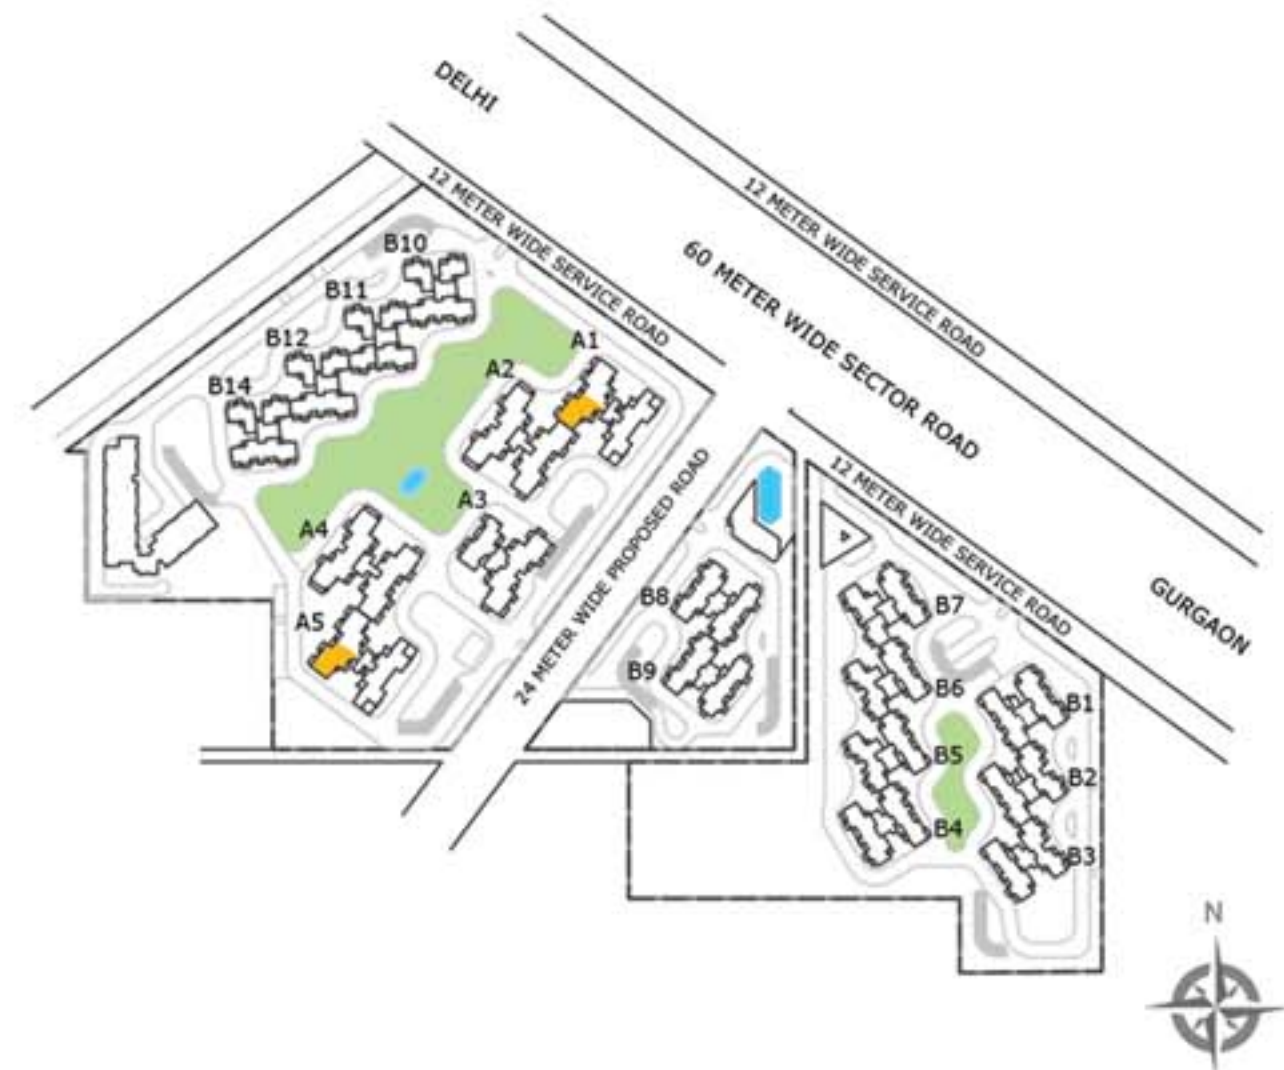 DELHI
12 METER WIDE SERVICE ROAD
12 METER WIDE SERVICE ROAD
60 METER WIDE SECTOR ROAD
B10
B11
B12
B14
A1
A2
A3
A4
A5
24 METER WIDE PROPOSED ROAD
12 METER WIDE SERVICE ROAD
GURGAON
B8
B9
B7
B6
B5
B4
B1
B2
B3
N